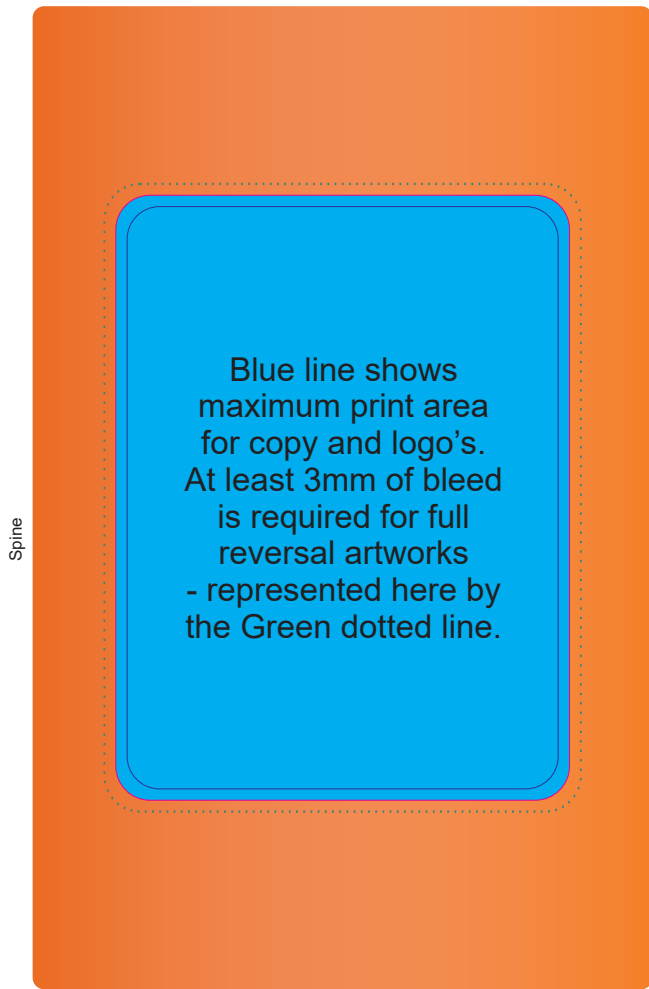 Blue line shows
maximum print area
for copy and logo’s.
At least 3mm of bleed
is required for full
reversal artworks
- represented here by
the Green dotted line.
Spine